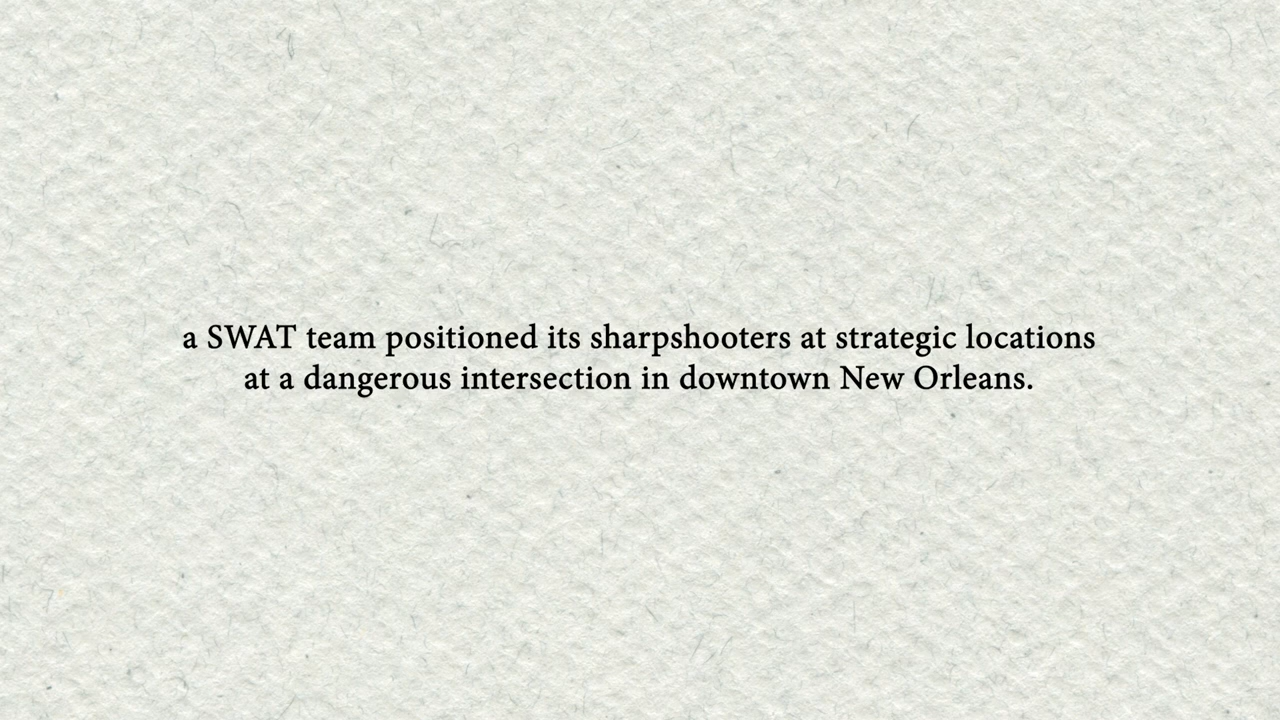 a SWAT team positioned its sharpshooters at strategic locations
at a dangerous intersection in downtown New Orleans.